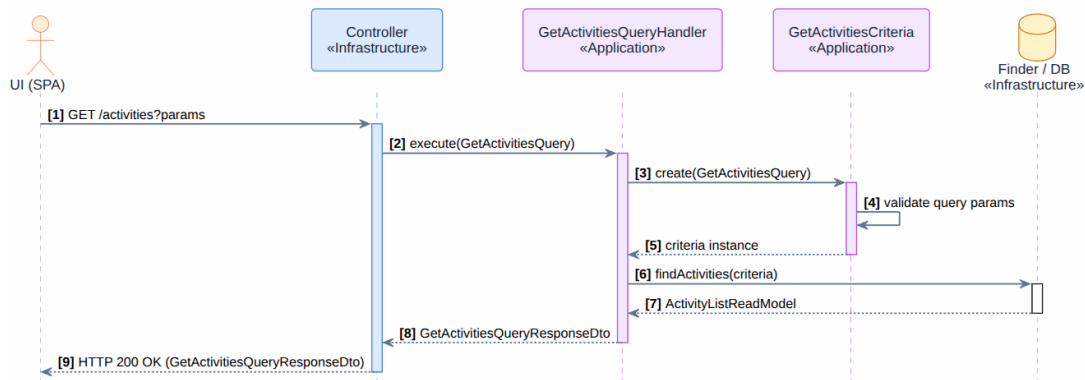 UI (SPA)
Controller
«Infrastructure»
GetActivitiesQueryHandler
«Application»
GetActivitiesCriteria
«Application»
Finder / DB
«Infrastructure»
[1] GET /activities?params
[2] execute(GetActivitiesQuery)
[3] create(GetActivitiesQuery)
[4] validate query params
[5] criteria instance
[6] findActivities(criteria)
[7] ActivityListReadModel
[8] GetActivitiesQueryResponseDto
[9] HTTP 200 OK (GetActivitiesQueryResponseDto)